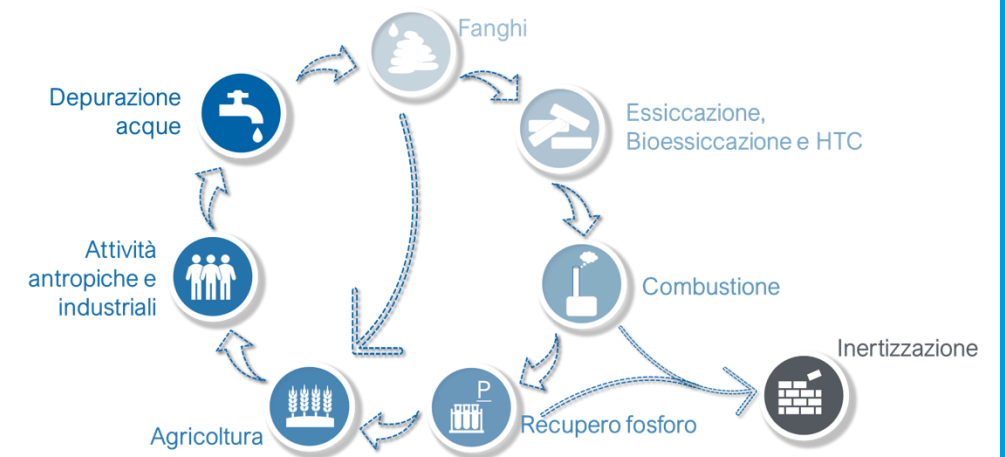 Fanghi
Depurazione
acque
Essiccazione,
Bioessiccazione e HTC
Attività
antropiche e
industriali
Combustione
Inertizzazione
P
Recupero fosforo
Agricoltura